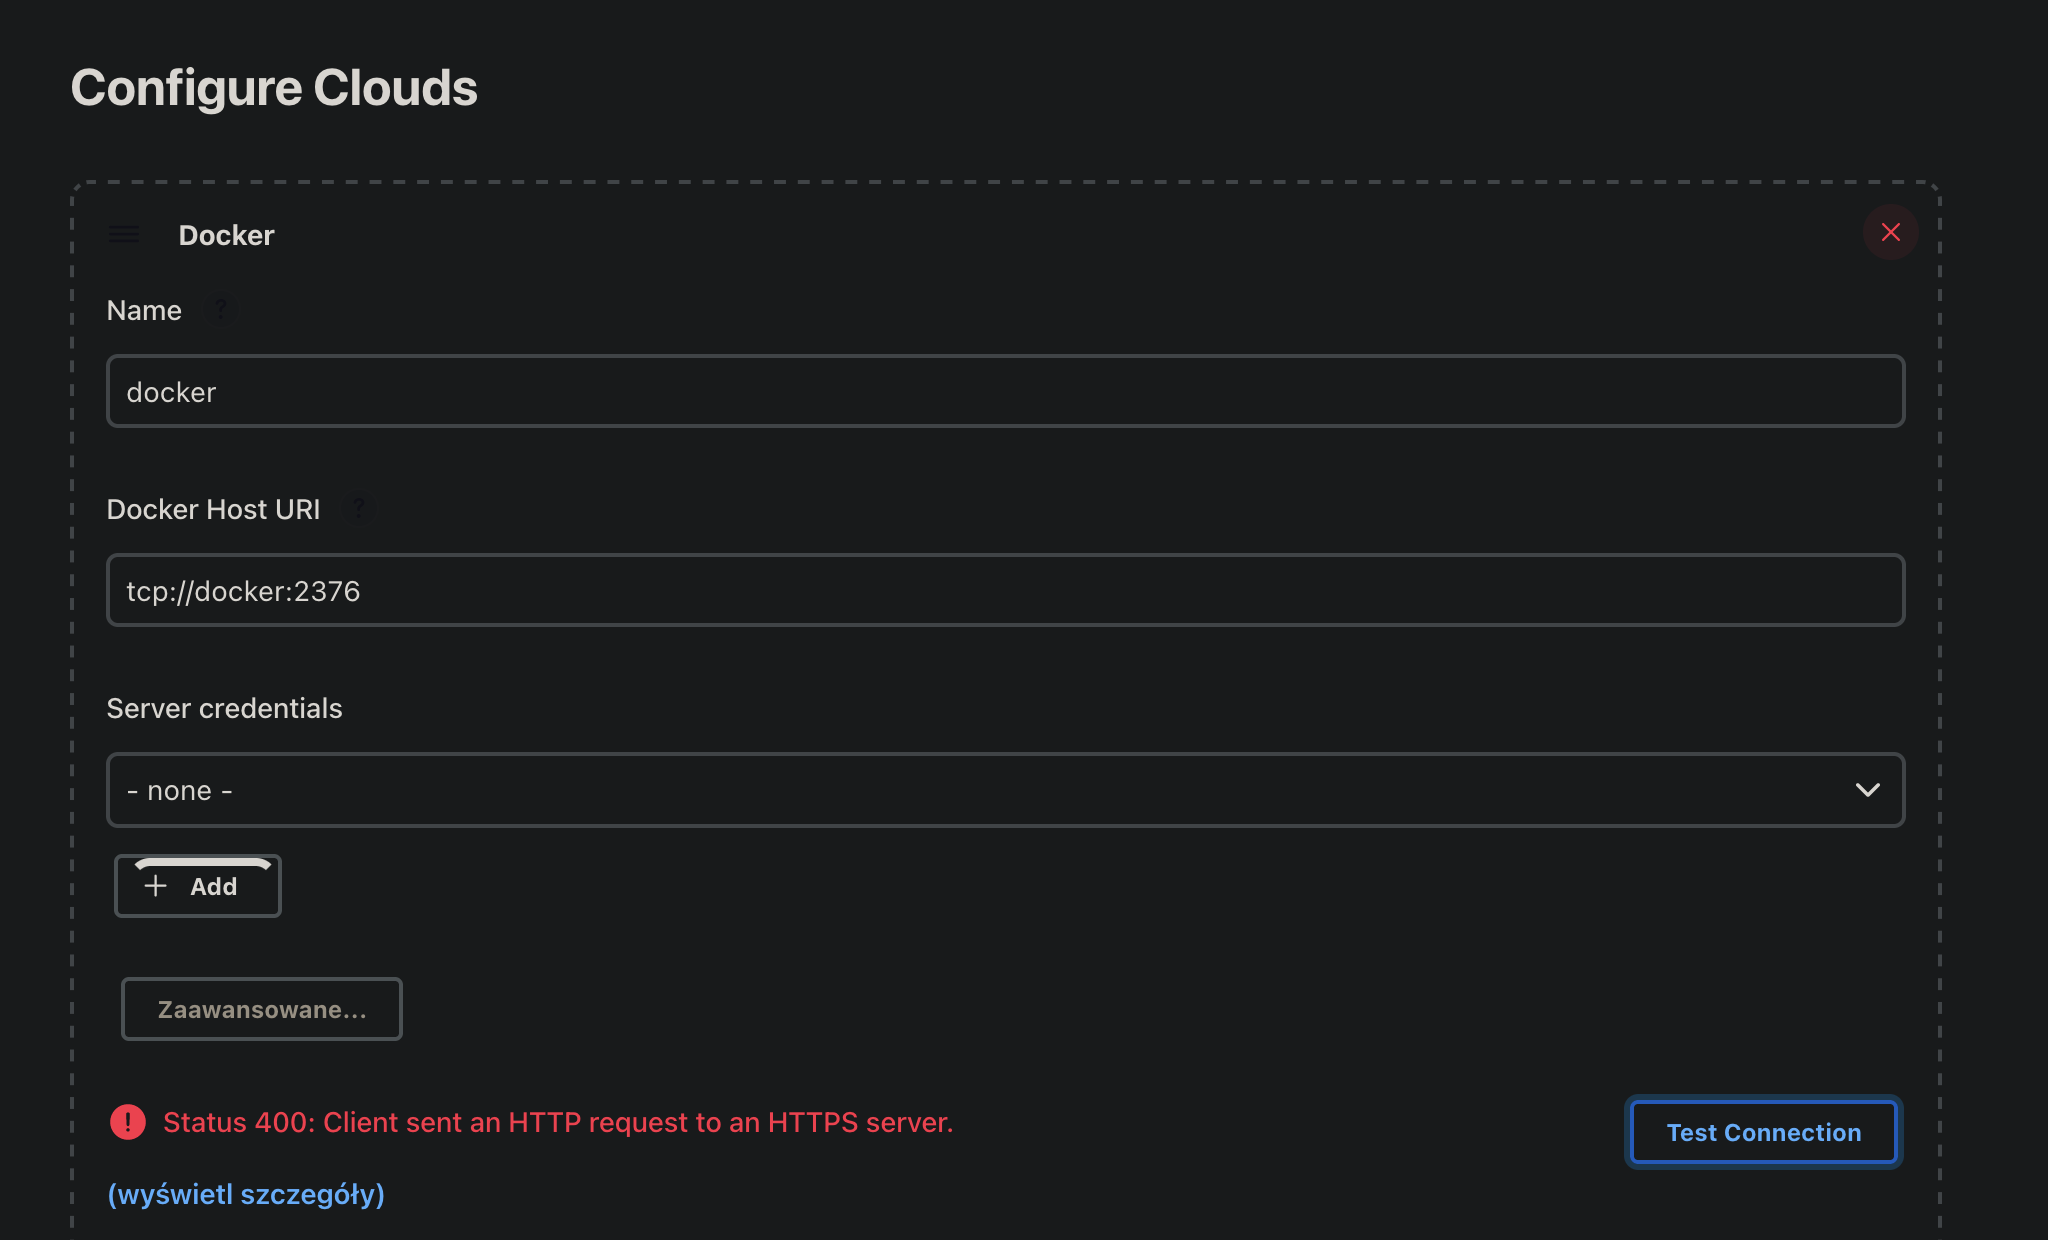 Configure Clouds
Docker
Name ?
docker
Docker Host URI ?
tcp://docker:2376
Server credentials
- none -
Add
Zaawansowane...
Status 400: Client sent an HTTP request to an HTTPS server.
Test Connection
(wyświetl szczegóły)